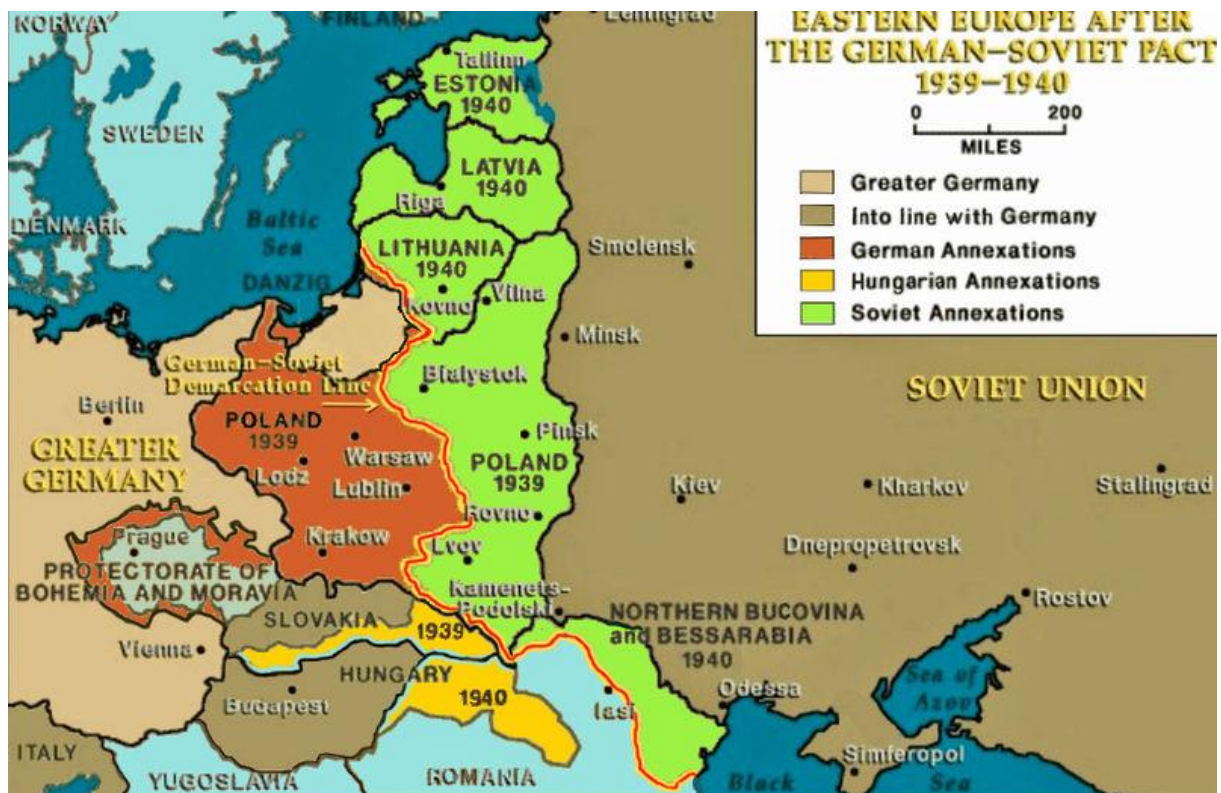 NORWAY
FINLAND
Leningrad
EASTERN EUROPE AFTER
THE GERMAN–SOVIET PACT
1939–1940
0 200
MILES
Greater Germany
Into line with Germany
German Annexations
Hungarian Annexations
Soviet Annexations
SWEDEN
DENMARK
Baltic
Sea
Tallinn
ESTONIA
1940
LATVIA
1940
Riga
LITHUANIA
1940
Kovno
Vilna
DANZIG
Smolensk
Minsk
SOVIET UNION
German–Soviet
Demarcation Line
Bialystok
Berlin
GREATER
GERMANY
POLAND
1939
Warsaw
Lodz
Lublin
Krakow
Pinsk
POLAND
1939
Rovno
Lvov
Kamenets-
Podolski
Kiev
Kharkov
Stalingrad
Dnepropetrovsk
Rostov
Prague
PROTECTORATE OF
BOHEMIA AND MORAVIA
SLOVAKIA
1939
Vienna
HUNGARY
Budapest
1940
NORTHERN BUCOVINA
and BESSARABIA
1940
Iasi
Odessa
Sea of
Azov
Simferopol
ITALY
YUGOSLAVIA
ROMANIA
Black
Sea